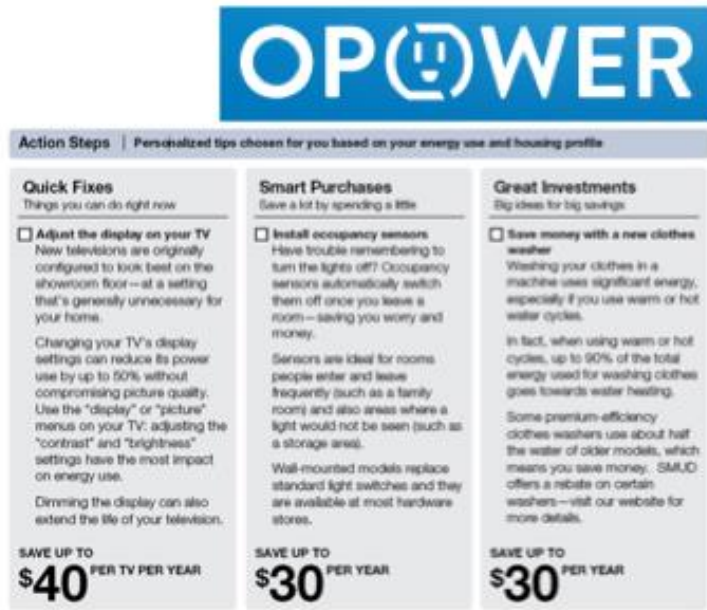 OPOWER
Action Steps | Personalized tips chosen for you based on your energy use and housing profile
Quick Fixes
Things you can do right now
Adjust the display on your TV
New televisions are originally
configured to look best on the
showroom floor—at a setting
that's generally unnecessary for
your home.
Changing your TV's display
settings can reduce its power
use by up to 50% without
compromising picture quality.
Use the "display" or "picture"
menus on your TV: adjusting the
"contrast" and "brightness"
settings have the most impact
on energy use.
Dimming the display can also
extend the life of your television.
SAVE UP TO
$40 PER TV PER YEAR
Smart Purchases
Save a lot by spending a little
Install occupancy sensors
Have trouble remembering to
turn the lights off? Occupancy
sensors automatically switch
them off once you leave a
room—saving you worry and
money.
Sensors are ideal for rooms
people enter and leave
frequently (such as a family
room) and also areas where a
light would not be seen (such as
a storage area).
Wall-mounted models replace
standard light switches and they
are available at most hardware
stores.
SAVE UP TO
$30 PER YEAR
Great Investments
Big ideas for big savings
Save money with a new clothes
washer
Washing your clothes in a
machine uses significant energy,
especially if you use warm or hot
water cycles.
In fact, when using warm or hot
cycles, up to 90% of the total
energy used for washing clothes
goes towards water heating.
Some premium-efficiency
clothes washers use about half
the water of older models, which
means you save money. SMUD
offers a rebate on certain
washers—visit our website for
more details.
SAVE UP TO
$30 PER YEAR